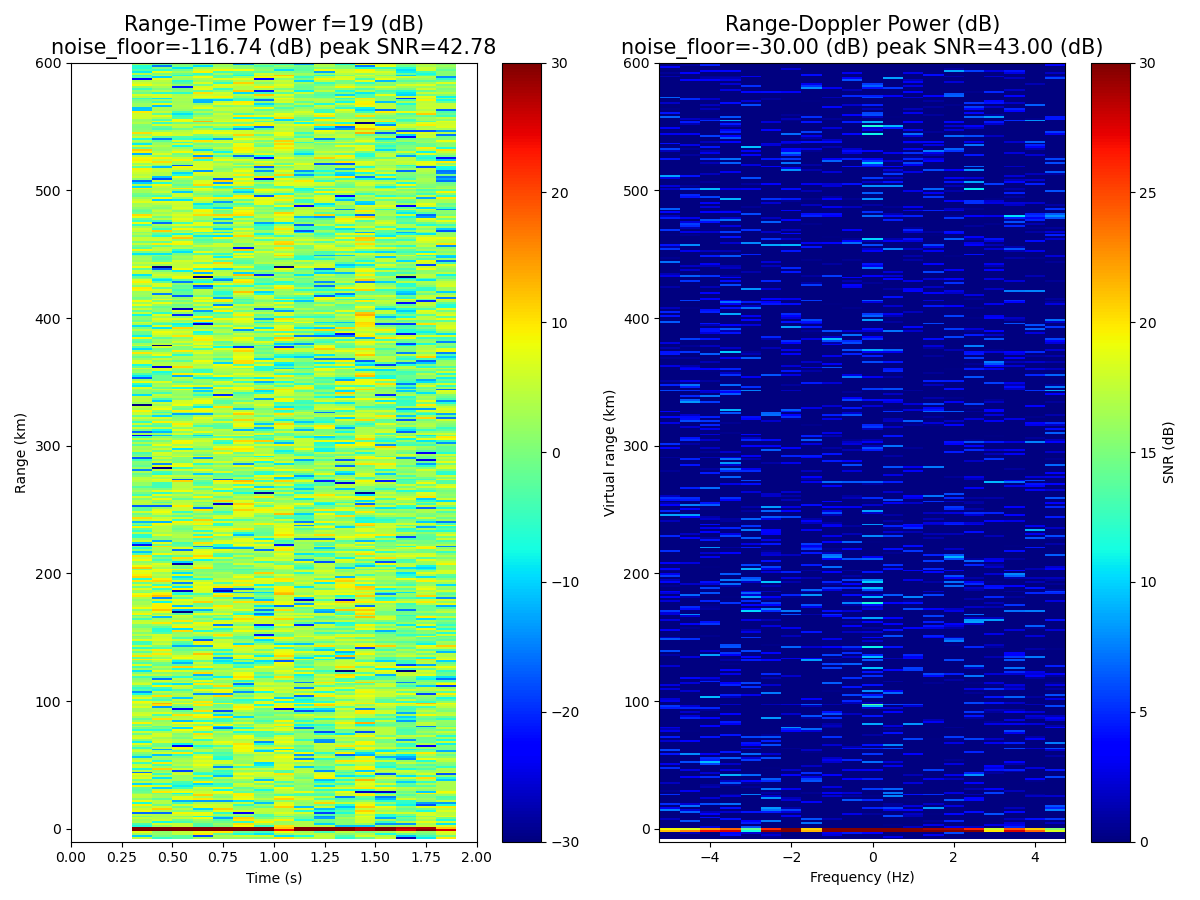 Range-Time Power f=19 (dB)
noise_floor=-116.74 (dB) peak SNR=42.78
600
500
400
300
200
100
0
Range (km)
0.00 0.25 0.50 0.75 1.00 1.25 1.50 1.75 2.00
Time (s)
30
20
10
0
−10
−20
−30
Range-Doppler Power (dB)
noise_floor=-30.00 (dB) peak SNR=43.00 (dB)
600
500
400
300
200
100
0
Virtual range (km)
−4 −2 0 2 4
Frequency (Hz)
30
25
20
15
10
5
0
SNR (dB)